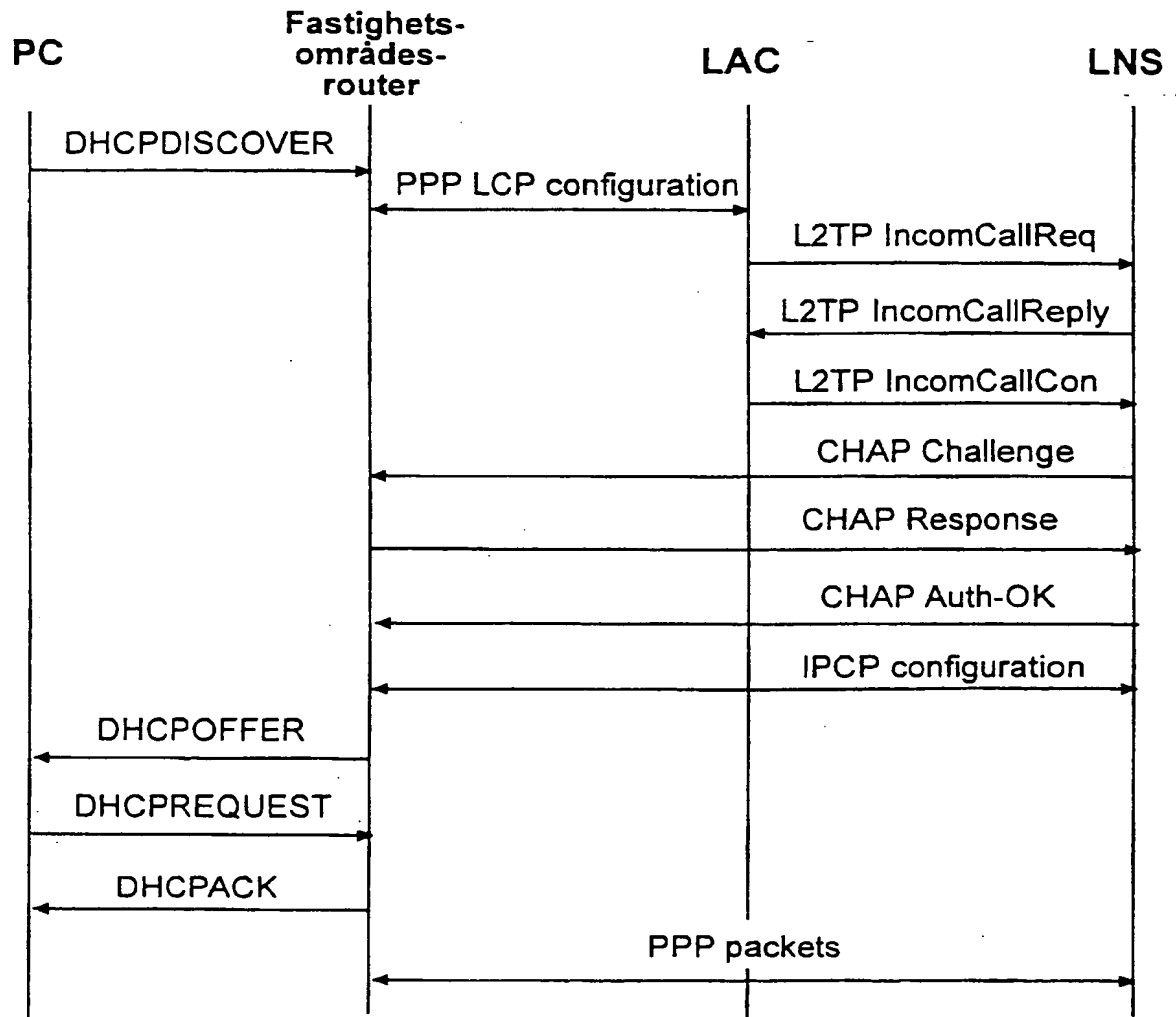 PC
Fastighets-
områdes-
router
LAC
LNS
DHCPDISCOVER
PPP LCP configuration
L2TP IncomCallReq
L2TP IncomCallReply
L2TP IncomCallCon
CHAP Challenge
CHAP Response
CHAP Auth-OK
IPCP configuration
DHCPOFFER
DHCPREQUEST
DHCPACK
PPP packets